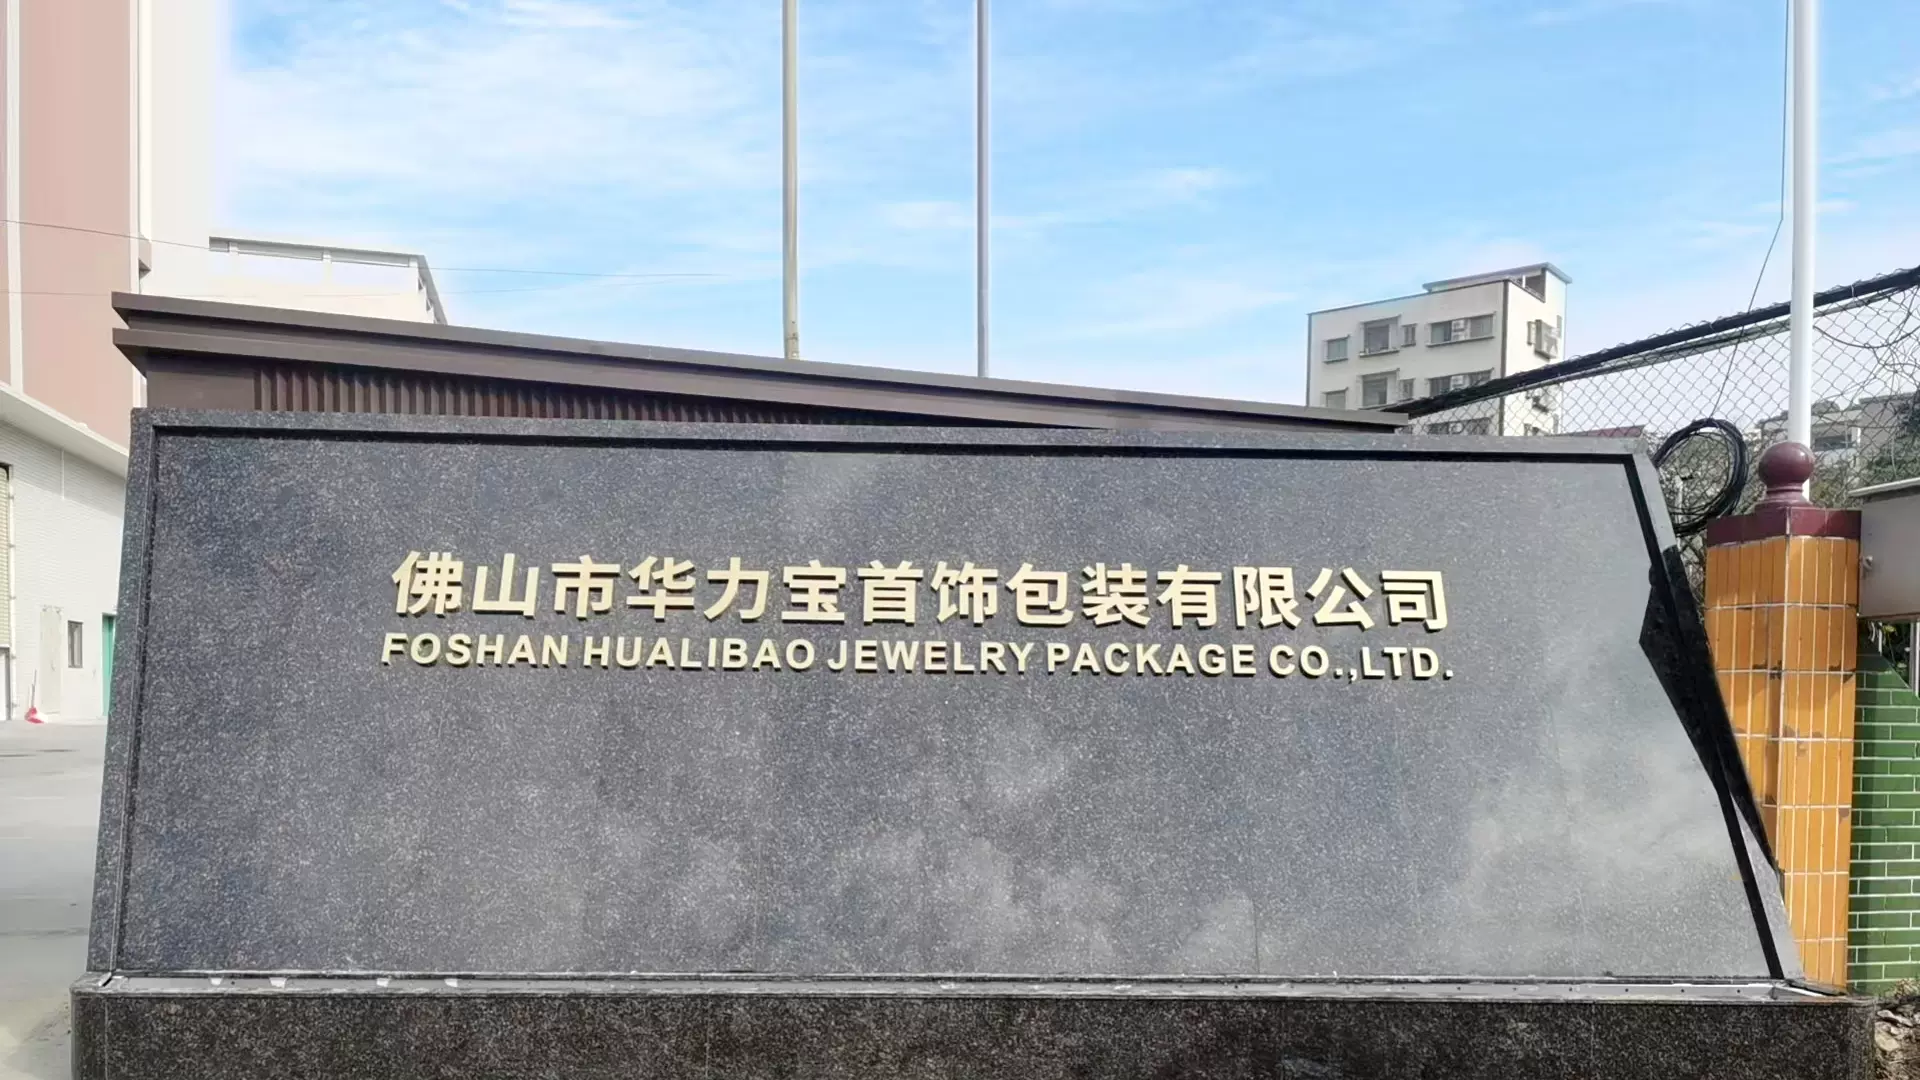 佛山市华力宝首饰包装有限公司
FOSHAN HUALIBAO JEWELRY PACKAGE CO.,LTD.